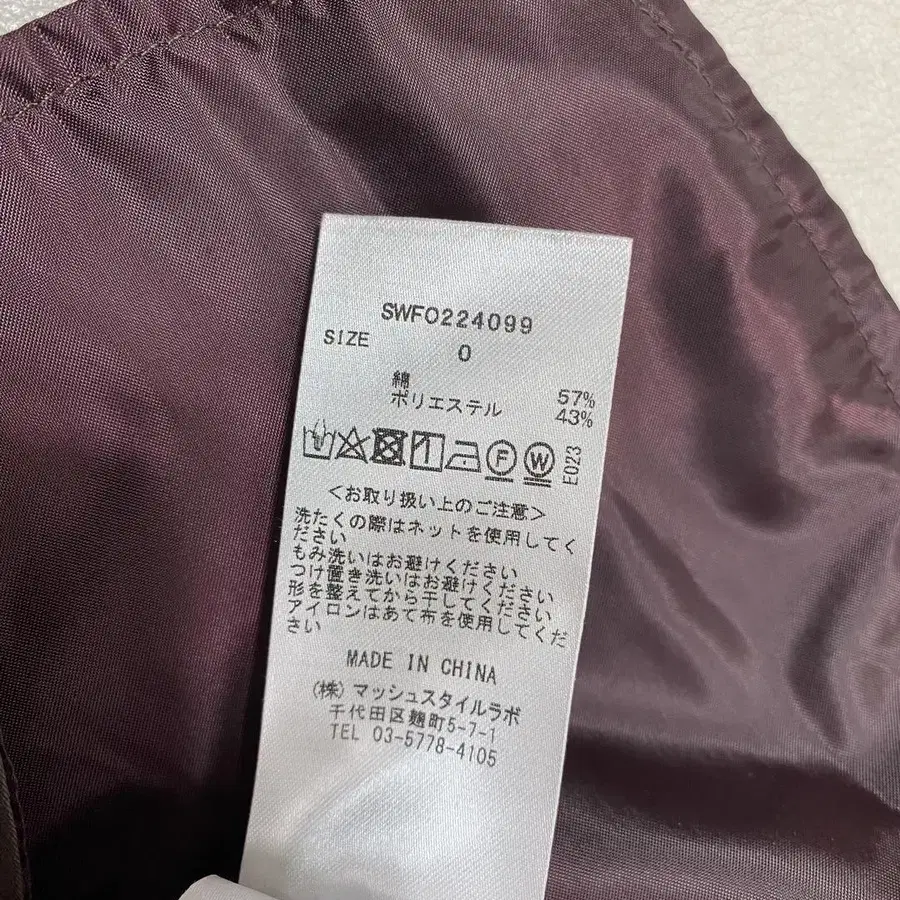 SWFO224099
SIZE
0
綿 57%
ポリエステル 43%
F W E023
<お取り扱い上のご注意>
洗たくの際はネットを使用してく
ださい
もみ洗いはお避けください
つけ置き洗いはお避けください
形を整えてから干してください
アイロンはあて布を使用してくだ
さい
MADE IN CHINA
(株)マッシュスタイルラボ
千代田区麹町5-7-1
TEL 03-5778-4105